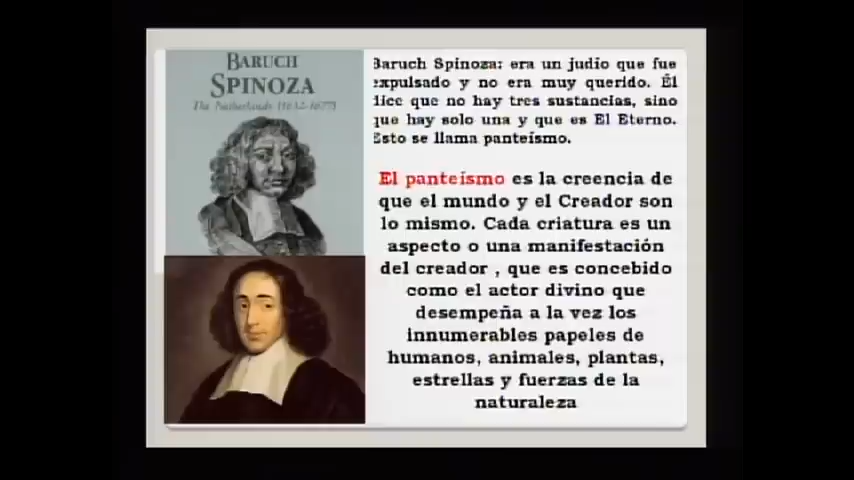 BARUCH
SPINOZA
The Netherlands (1632-1677)
Baruch Spinoza: era un judio que fue
expulsado y no era muy querido. Él
dice que no hay tres sustancias, sino
que hay solo una y que es El Eterno.
Esto se llama panteísmo.
El panteísmo es la creencia de
que el mundo y el Creador son
lo mismo. Cada criatura es un
aspecto o una manifestación
del creador , que es concebido
como el actor divino que
desempeña a la vez los
innumerables papeles de
humanos, animales, plantas,
estrellas y fuerzas de la
naturaleza